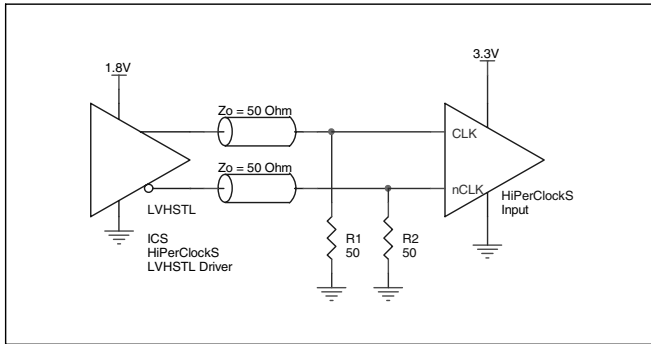 1.8V
3.3V
Zo = 50 Ohm
CLK
Zo = 50 Ohm
nCLK
HiPerClockS
Input
LVHSTL
ICS
HiPerClockS
LVHSTL Driver
R1
50
R2
50